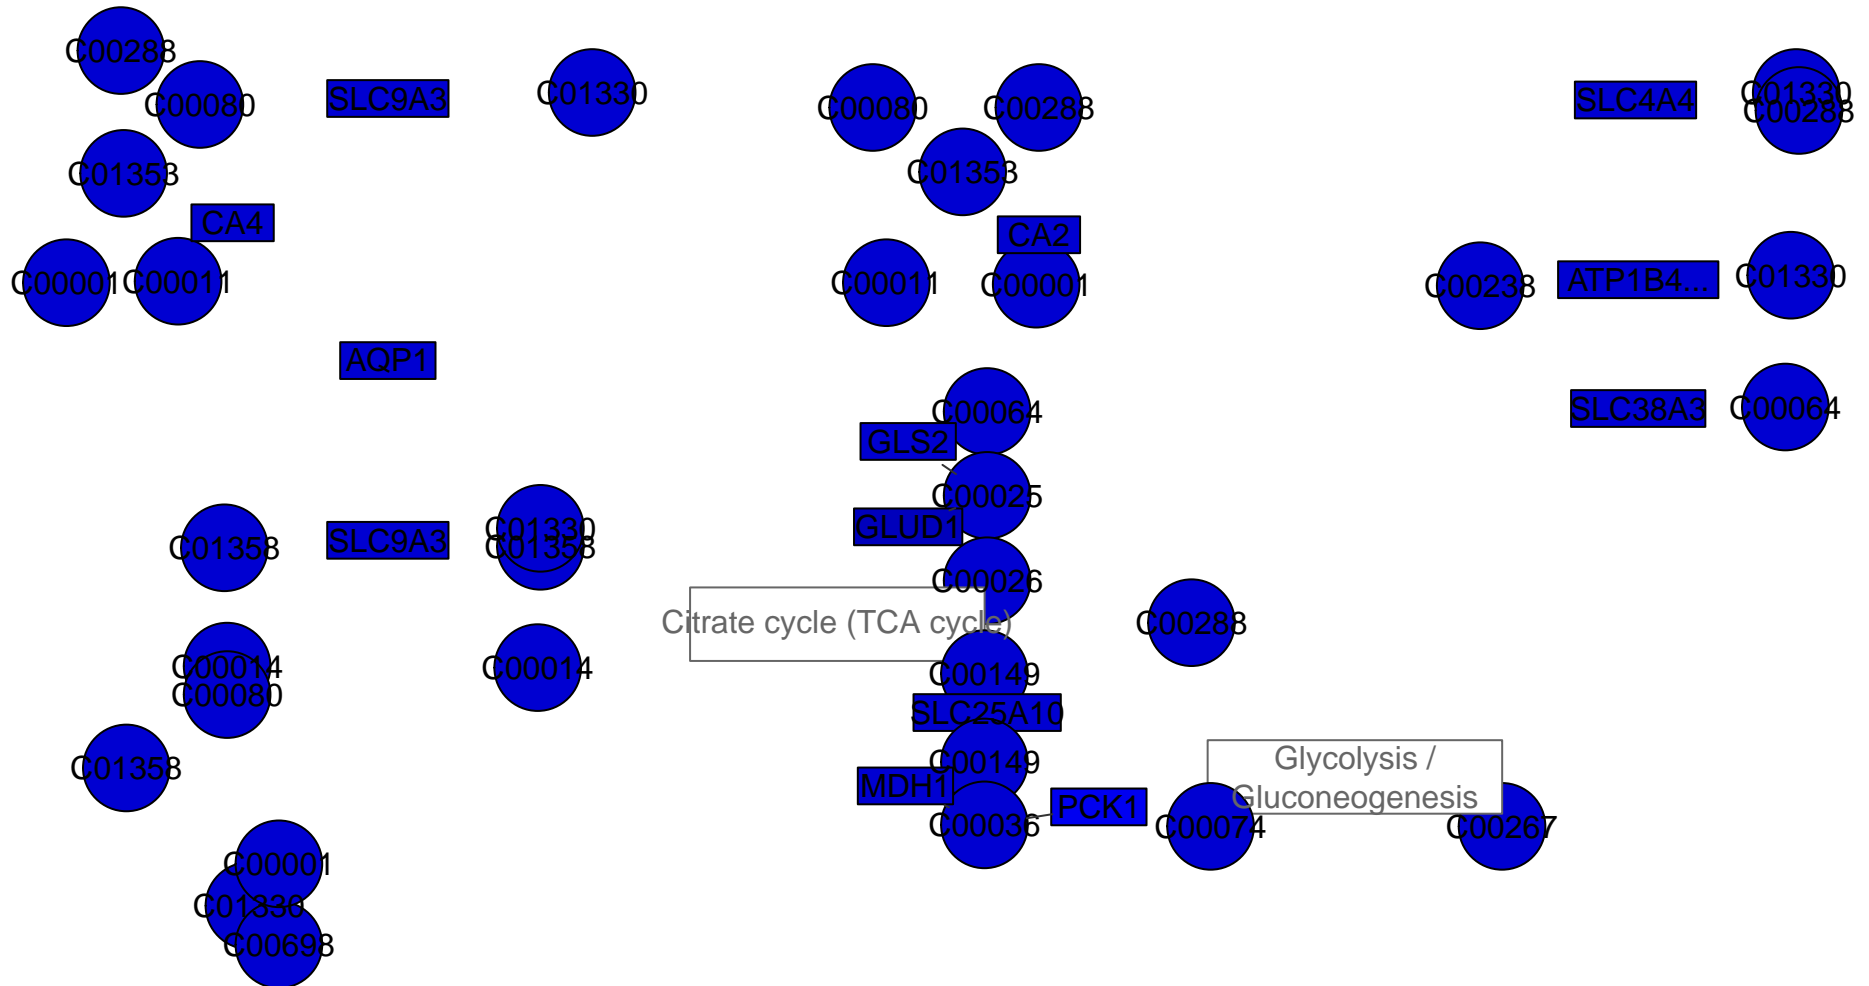 C00288
C00080
SLC9A3
C01330
C00080
C00288
SLC4A4
C01330
C00288
C01353
C01353
CA4
CA2
C00001
C00011
C00011
C00001
C00238
ATP1B4...
C01330
AQP1
C00064
SLC38A3
C00064
GLS2
C00025
GLUD1
C01358
SLC9A3
C01330
C01358
C00026
Citrate cycle (TCA cycle)
C00288
C00014
C00080
C00014
C00149
SLC25A10
C01358
C00149
Glycolysis /
Gluconeogenesis
MDH1
C00036
PCK1
C00074
C00267
C00001
C01330
C00698